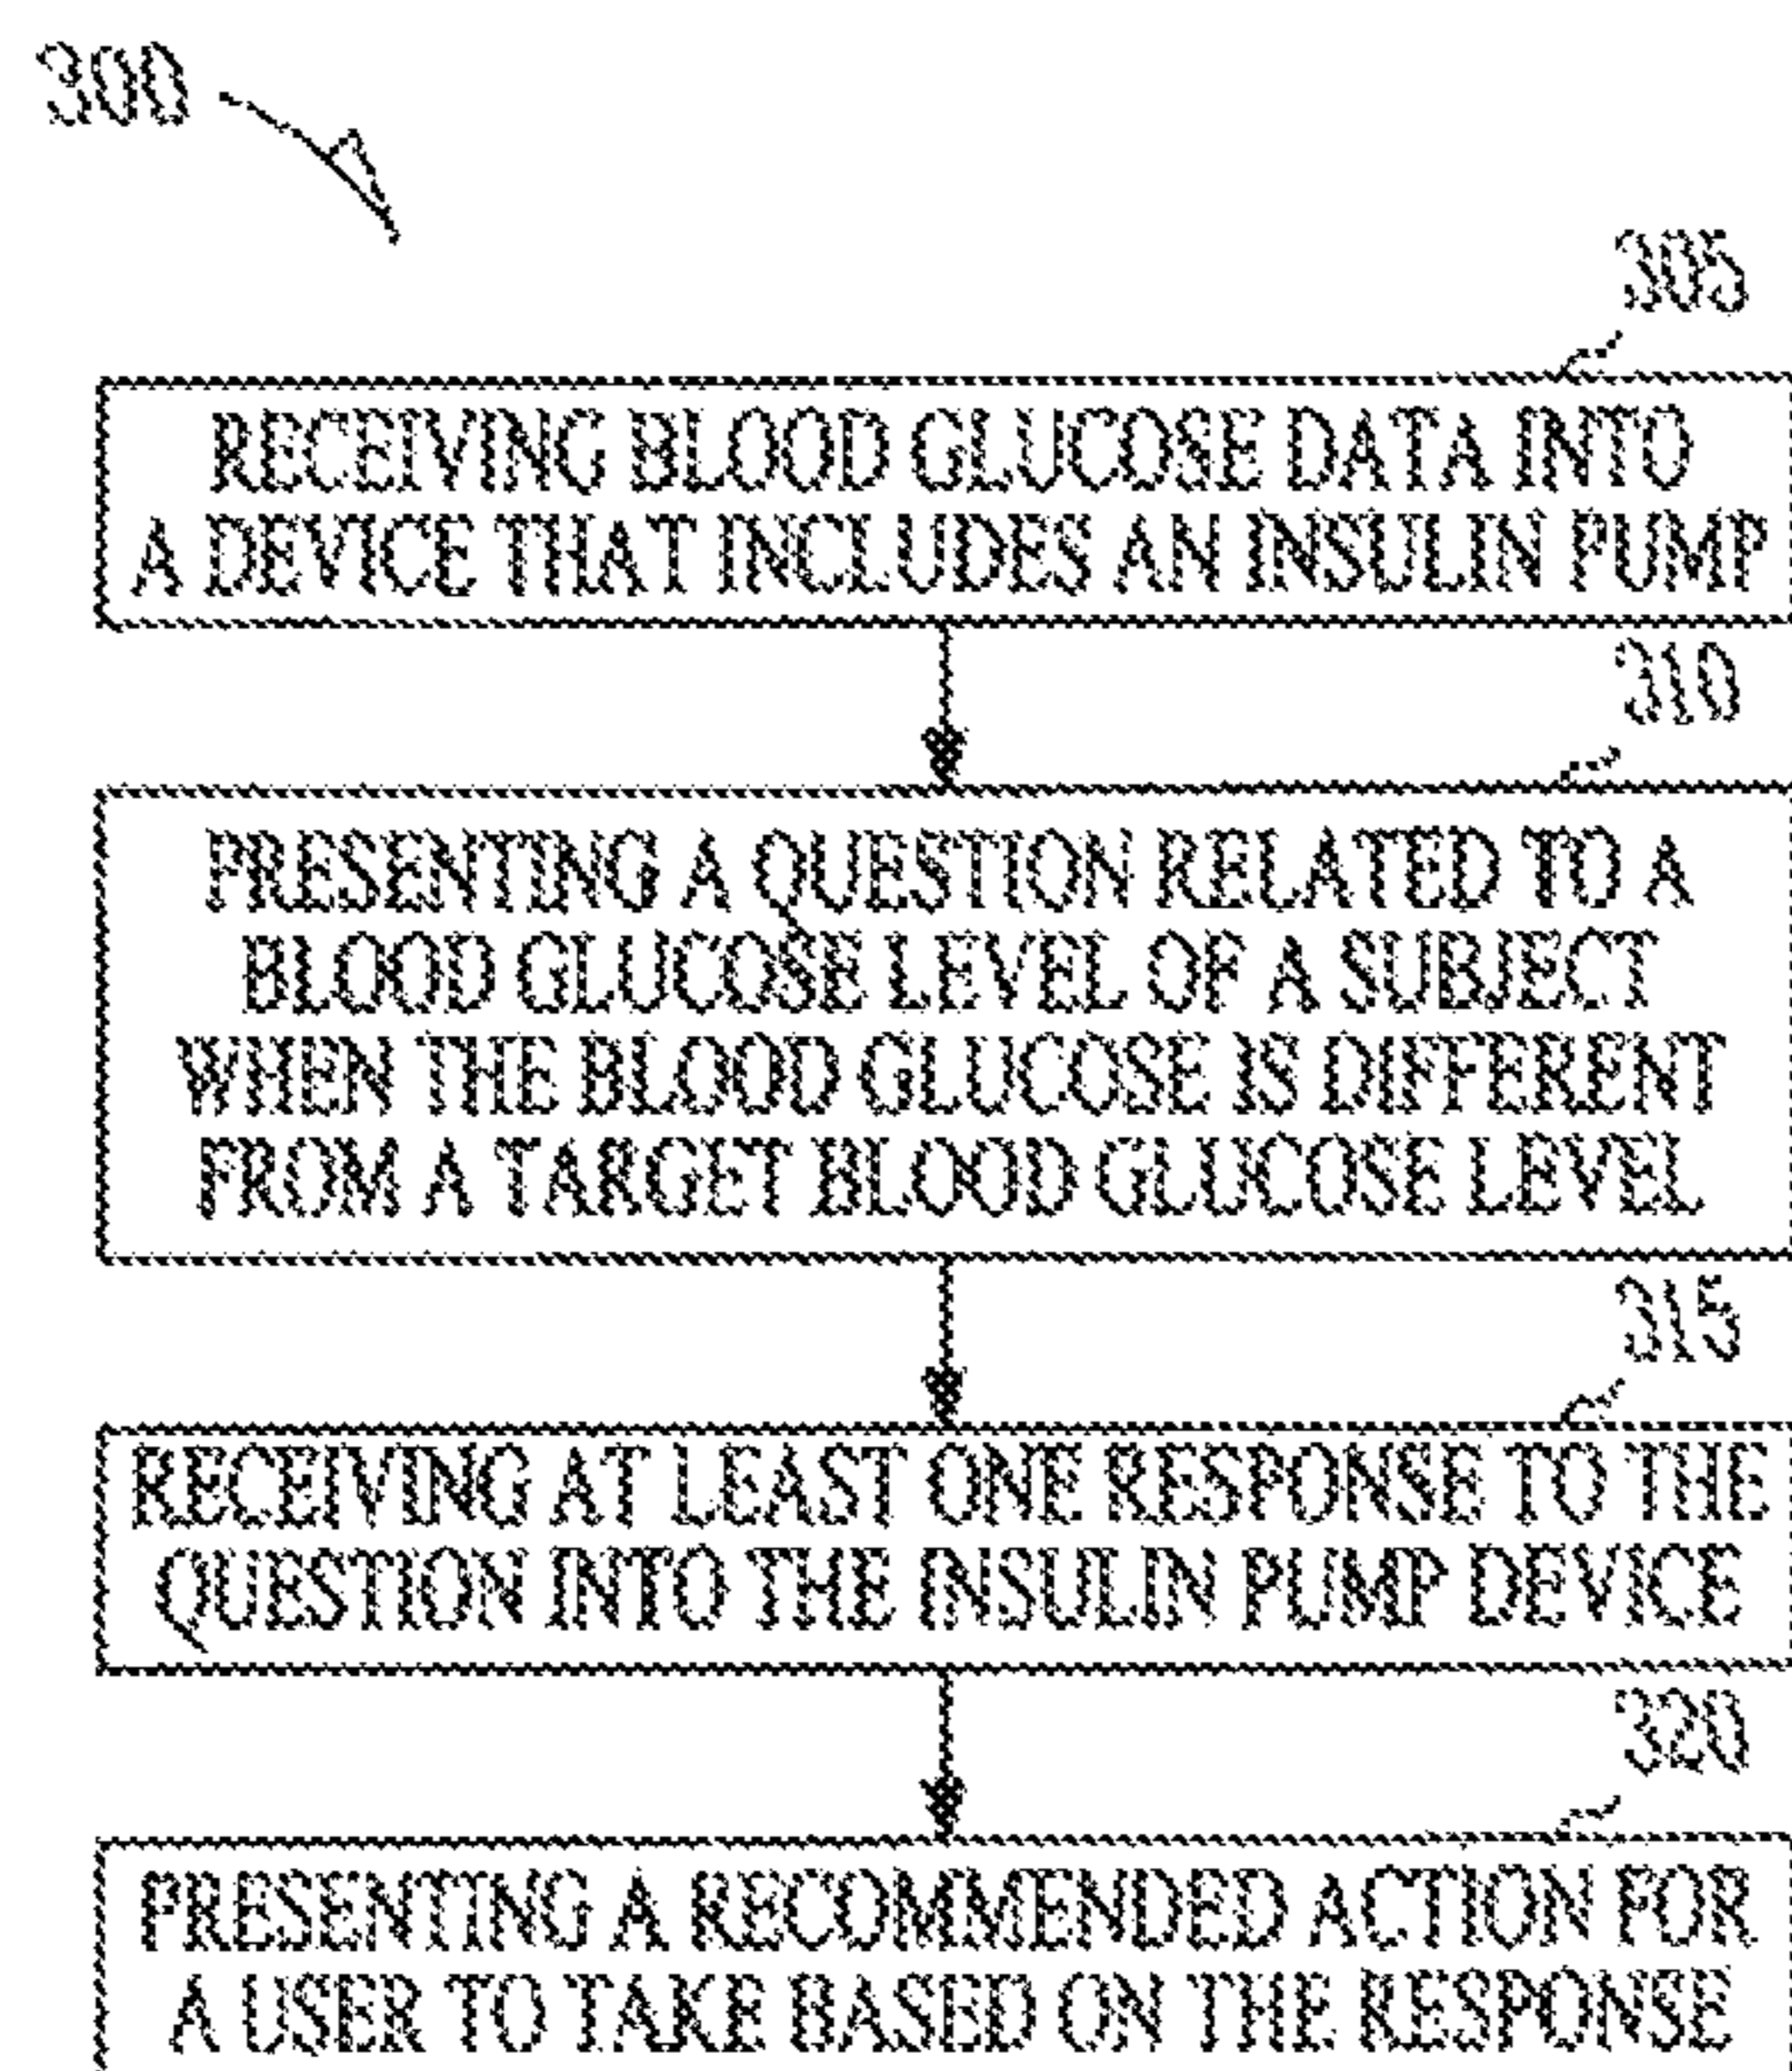 300
305
RECEIVING BLOOD GLUCOSE DATA INTO
A DEVICE THAT INCLUDES AN INSULIN PUMP
310
PRESENTING A QUESTION RELATED TO A
BLOOD GLUCOSE LEVEL OF A SUBJECT
WHEN THE BLOOD GLUCOSE IS DIFFERENT
FROM A TARGET BLOOD GLUCOSE LEVEL
315
RECEIVING AT LEAST ONE RESPONSE TO THE
QUESTION INTO THE INSULIN PUMP DEVICE
320
PRESENTING A RECOMMENDED ACTION FOR
A USER TO TAKE BASED ON THE RESPONSE